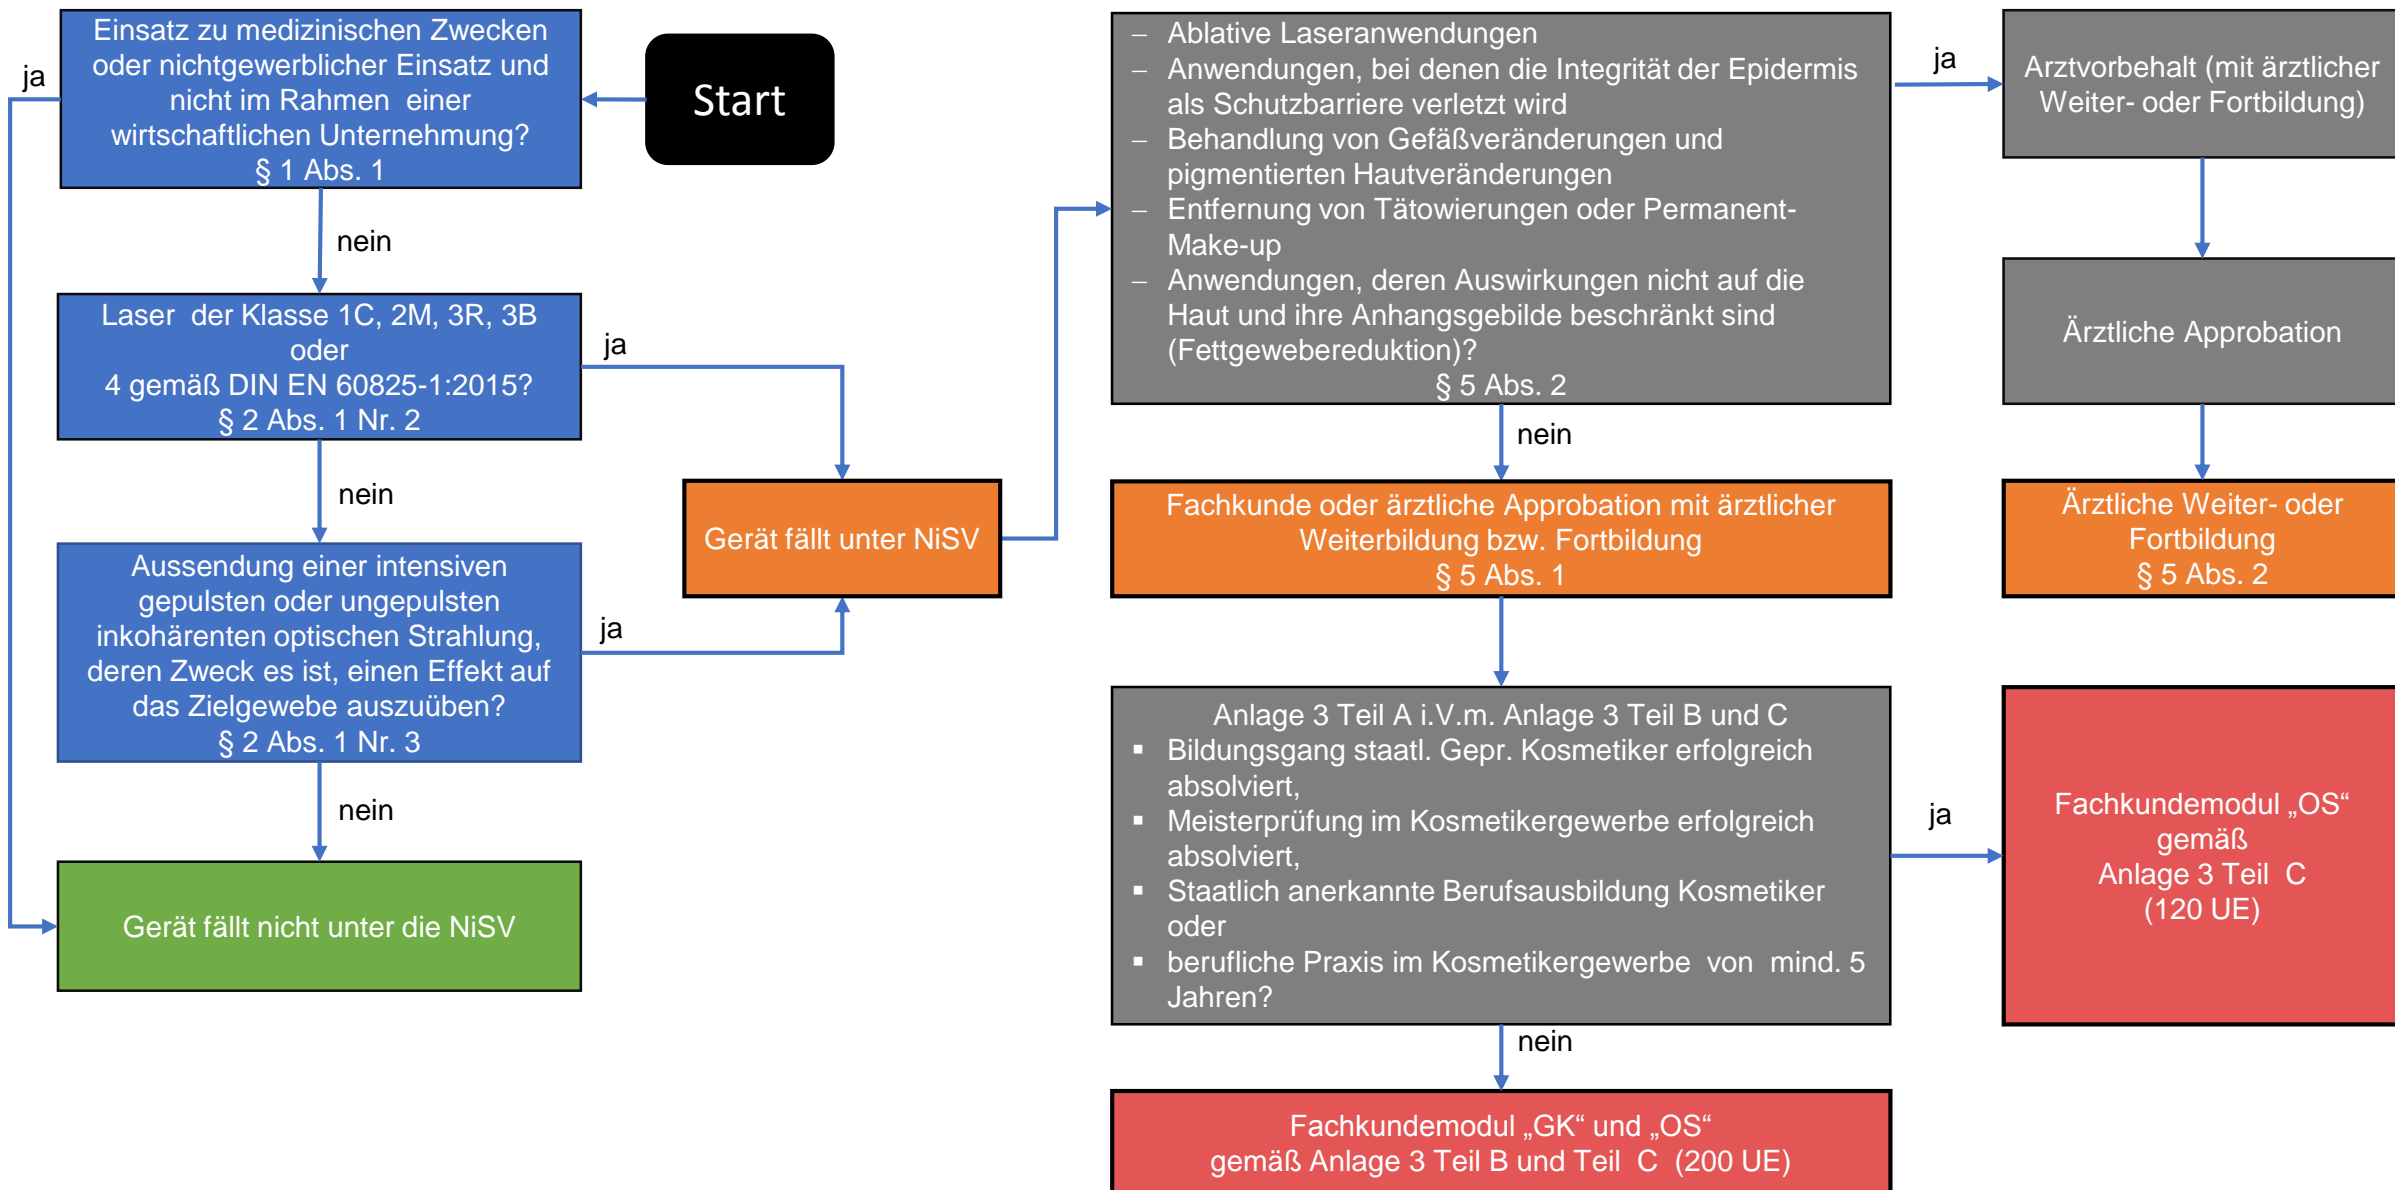 Einsatz zu medizinischen Zwecken
oder nichtgewerblicher Einsatz und
nicht im Rahmen einer
wirtschaftlichen Unternehmung?
§ 1 Abs. 1
Start
ja
nein
Laser der Klasse 1C, 2M, 3R, 3B
oder
4 gemäß DIN EN 60825-1:2015?
§ 2 Abs. 1 Nr. 2
ja
nein
Aussendung einer intensiven
gepulsten oder ungepulsten
inkohärenten optischen Strahlung,
deren Zweck es ist, einen Effekt auf
das Zielgewebe auszuüben?
§ 2 Abs. 1 Nr. 3
ja
nein
Gerät fällt nicht unter die NiSV
Gerät fällt unter NiSV
– Ablative Laseranwendungen
– Anwendungen, bei denen die Integrität der Epidermis
als Schutzbarriere verletzt wird
– Behandlung von Gefäßveränderungen und
pigmentierten Hautveränderungen
– Entfernung von Tätowierungen oder Permanent-
Make-up
– Anwendungen, deren Auswirkungen nicht auf die
Haut und ihre Anhangsgebilde beschränkt sind
(Fettgewebereduktion)?
§ 5 Abs. 2
ja
nein
Arztvorbehalt (mit ärztlicher
Weiter- oder Fortbildung)
Ärztliche Approbation
Ärztliche Weiter- oder
Fortbildung
§ 5 Abs. 2
Fachkunde oder ärztliche Approbation mit ärztlicher
Weiterbildung bzw. Fortbildung
§ 5 Abs. 1
Anlage 3 Teil A i.V.m. Anlage 3 Teil B und C
▪ Bildungsgang staatl. Gepr. Kosmetiker erfolgreich
absolviert,
▪ Meisterprüfung im Kosmetikergewerbe erfolgreich
absolviert,
▪ Staatlich anerkannte Berufsausbildung Kosmetiker
oder
▪ berufliche Praxis im Kosmetikergewerbe von mind. 5
Jahren?
ja
nein
Fachkundemodul „OS“
gemäß
Anlage 3 Teil C
(120 UE)
Fachkundemodul „GK“ und „OS“
gemäß Anlage 3 Teil B und Teil C (200 UE)